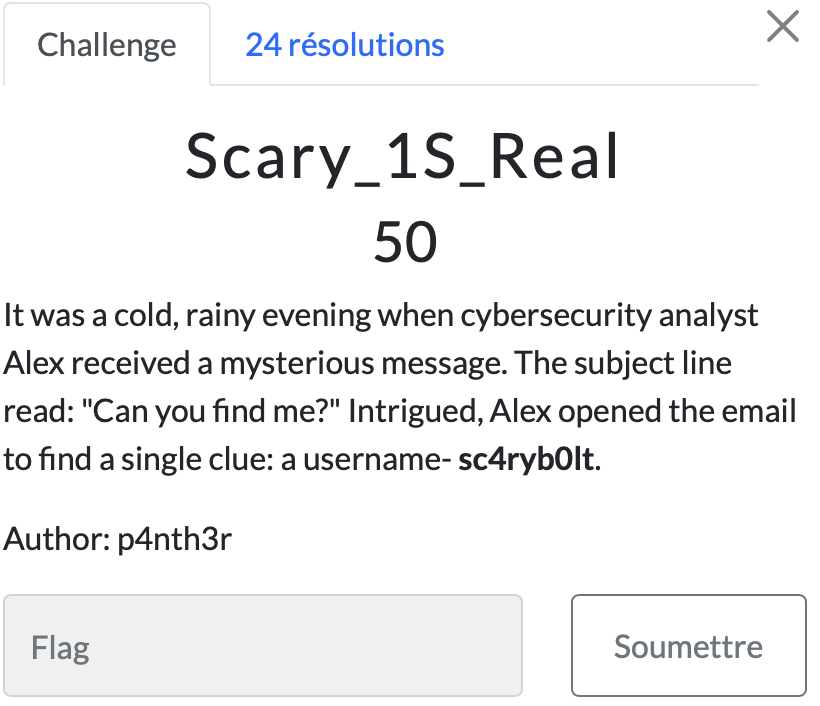 Challenge
24 résolutions
Scary_1S_Real
50
It was a cold, rainy evening when cybersecurity analyst
Alex received a mysterious message. The subject line
read: "Can you find me?" Intrigued, Alex opened the email
to find a single clue: a username- sc4ryb0lt.
Author: p4nth3r
Flag
Soumettre